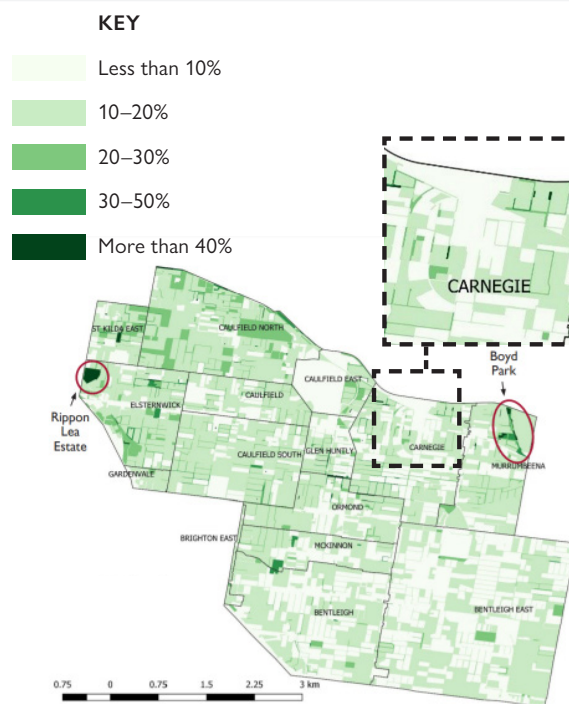 KEY
Less than 10%
10–20%
20–30%
30–50%
More than 40%
CARNEGIE
Boyd
Park
ST KILDA EAST
CAULFIELD NORTH
CAULFIELD EAST
Rippon
Lea
Estate
ELSTERNWICK
CAULFIELD
GLEN HUNTLY
CARNEGIE
CAULFIELD SOUTH
MURRUMBEENA
GARDENVALE
ORMOND
BRIGHTON EAST
MCKINNON
BENTLEIGH
BENTLEIGH EAST
0.75 0 0.75 1.5 2.25 3 km